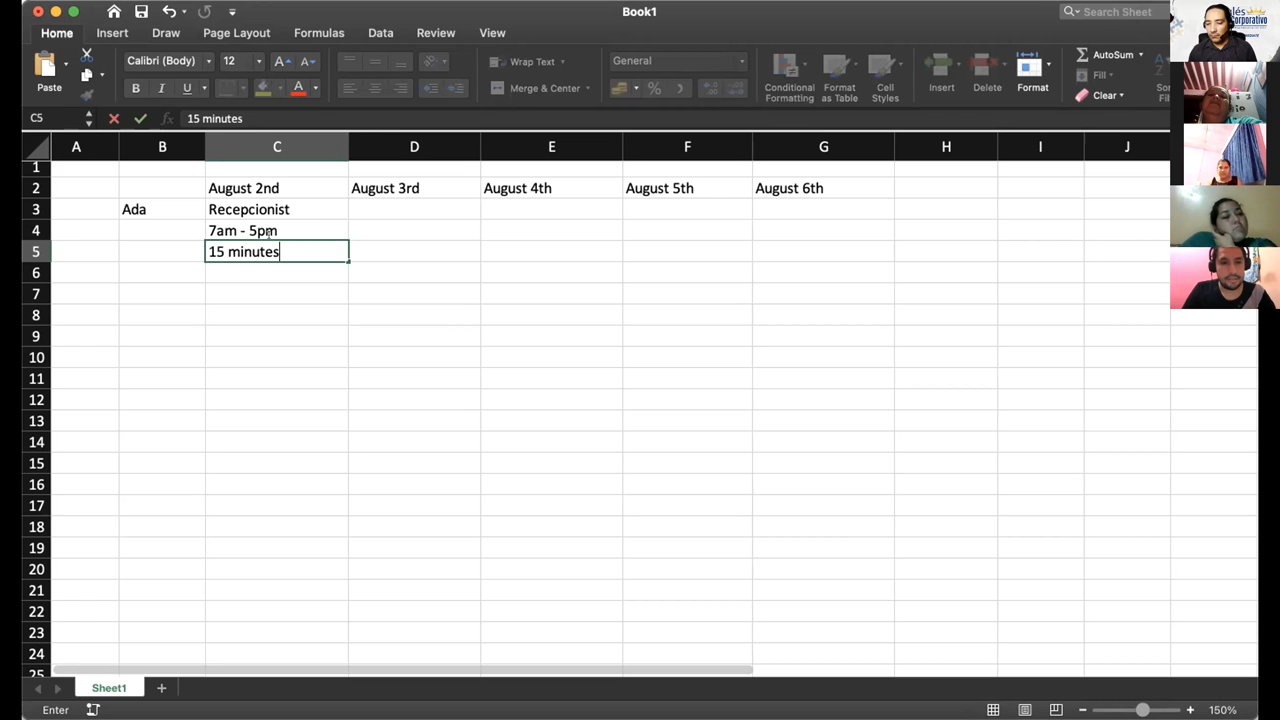 Book1
Search Sheet
Home Insert Draw Page Layout Formulas Data Review View
Paste
Calibri (Body) 12
B I U A
Wrap Text
Merge & Center
General
Conditional Formatting
Format as Table
Cell Styles
Insert
Delete
Format
AutoSum
Fill
Clear
C5 fx 15 minutes
A B C D E F G H I J
1
2 August 2nd August 3rd August 4th August 5th August 6th
3 Ada Recepcionist
4 7am - 5pm
5 15 minutes
6
7
8
9
10
11
12
13
14
15
16
17
18
19
20
21
22
23
24
25
Sheet1
Enter 150%